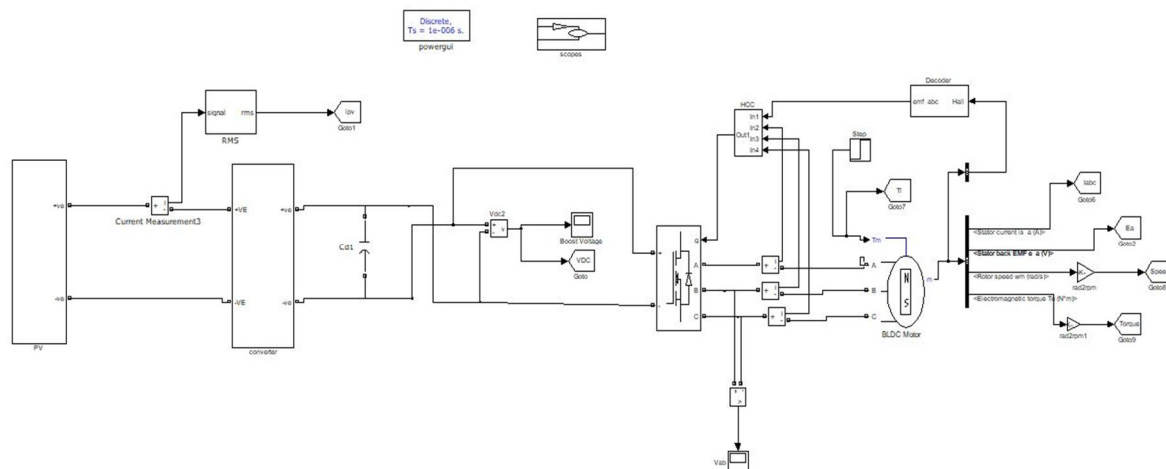 Discrete,
Ts = 1e-006 s.
powergui
scopes
signal rms
RMS
Ipv
Goto1
PV
+ve
-ve
+ -
i
Current Measurement3
+VE
-VE
+ve
-ve
converter
Cd1
Vdc2
+
-
v
Boost Voltage
VDC
Goto
g
+
-
A
B
C
HCC
In1
In2
In3
In4
Out1
Decoder
emf_abc Hall
Step
Tl
Goto7
Tm
A
B
C
N
S
m
BLDC Motor
+ i
-
+ i
-
+ i
-
Vab
<Stator current is_a (A)>
<Stator back EMF e_a (V)>
<Rotor speed wm (rad/s)>
<Electromagnetic torque Te (N*m)>
Iabc
Goto6
Ea
Goto2
-K-
rad2rpm
Spee
Goto8
rad2rpm1
Torque
Goto9